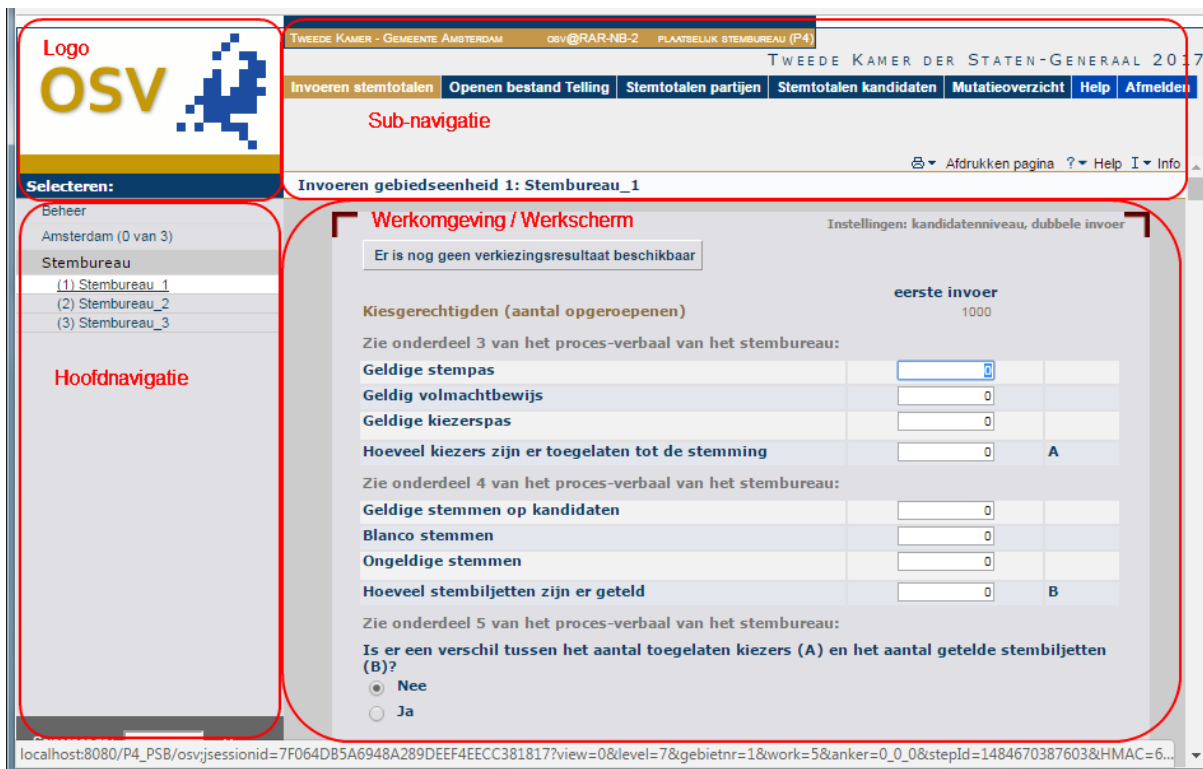 Logo
OSV
TWEEDE KAMER - GEMEENTE AMSTERDAM OSV@RAR-NB-2 PLAATSELIJK STEMBUREAU (P4)
TWEEDE KAMER DER STATEN-GENERAAL 2017
Invoeren stemtotalen Openen bestand Telling Stemtotalen partijen Stemtotalen kandidaten Mutatieoverzicht Help Afmelden
Sub-navigatie
Afdrukken pagina ? Help I Info
Selecteren:
Invoeren gebiedseenheid 1: Stembureau_1
Beheer
Amsterdam (0 van 3)
Stembureau
(1) Stembureau_1
(2) Stembureau_2
(3) Stembureau_3
Hoofdnavigatie
Werkomgeving / Werkscherm
Instellingen: kandidatenniveau, dubbele invoer
Er is nog geen verkiezingsresultaat beschikbaar
eerste invoer
Kiesgerechtigden (aantal opgeroepenen) 1000
Zie onderdeel 3 van het proces-verbaal van het stembureau:
Geldige stempas 0
Geldig volmachtbewijs 0
Geldige kiezerspas 0
Hoeveel kiezers zijn er toegelaten tot de stemming 0 A
Zie onderdeel 4 van het proces-verbaal van het stembureau:
Geldige stemmen op kandidaten 0
Blanco stemmen 0
Ongeldige stemmen 0
Hoeveel stembiljetten zijn er geteld 0 B
Zie onderdeel 5 van het proces-verbaal van het stembureau:
Is er een verschil tussen het aantal toegelaten kiezers (A) en het aantal getelde stembiljetten
(B)?
Nee
Ja
localhost:8080/P4_PSB/osv;jsessionid=7F064DB5A6948A289DEEF4EECC381817?view=0&level=7&gebietnr=1&work=5&anker=0_0_0&stepId=1484670387603&HMAC=6...